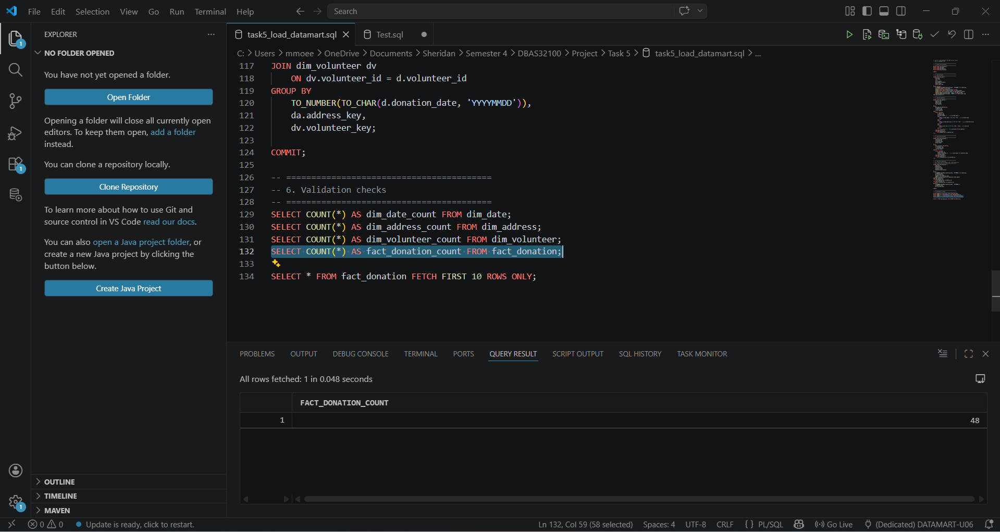 File Edit Selection View Go Run Terminal Help
Search
EXPLORER
NO FOLDER OPENED
You have not yet opened a folder.
Open Folder
Opening a folder will close all currently open
editors. To keep them open, add a folder
instead.
You can clone a repository locally.
Clone Repository
To learn more about how to use Git and
source control in VS Code read our docs.
You can also open a Java project folder, or
create a new Java project by clicking the
button below.
Create Java Project
OUTLINE
TIMELINE
MAVEN
1
1
1
task5_load_datamart.sql
Test.sql
C: > Users > mmoee > OneDrive > Documents > Sheridan > Semester 4 > DBAS32100 > Project > Task 5 > task5_load_datamart.sql > ...
117 JOIN dim_volunteer dv
118 ON dv.volunteer_id = d.volunteer_id
119 GROUP BY
120 TO_NUMBER(TO_CHAR(d.donation_date, 'YYYYMMDD')),
121 da.address_key,
122 dv.volunteer_key;
123
124 COMMIT;
125
126 -- =========================================
127 -- 6. Validation checks
128 -- =========================================
129 SELECT COUNT(*) AS dim_date_count FROM dim_date;
130 SELECT COUNT(*) AS dim_address_count FROM dim_address;
131 SELECT COUNT(*) AS dim_volunteer_count FROM dim_volunteer;
132 SELECT COUNT(*) AS fact_donation_count FROM fact_donation;
133
134 SELECT * FROM fact_donation FETCH FIRST 10 ROWS ONLY;
PROBLEMS OUTPUT DEBUG CONSOLE TERMINAL PORTS QUERY RESULT SCRIPT OUTPUT SQL HISTORY TASK MONITOR
All rows fetched: 1 in 0.048 seconds
FACT_DONATION_COUNT
1 48
0 0 Update is ready, click to restart. Ln 132, Col 59 (58 selected) Spaces: 4 UTF-8 CRLF {} PL/SQL Go Live (Dedicated) DATAMART-U06